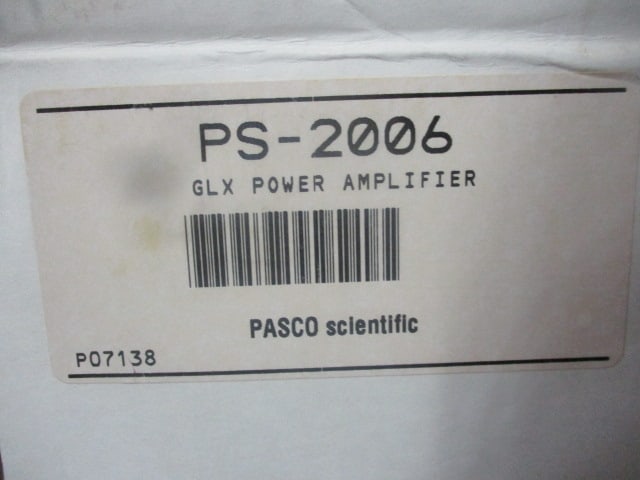 PS-2006
GLX POWER AMPLIFIER
PASCO scientific
P07138